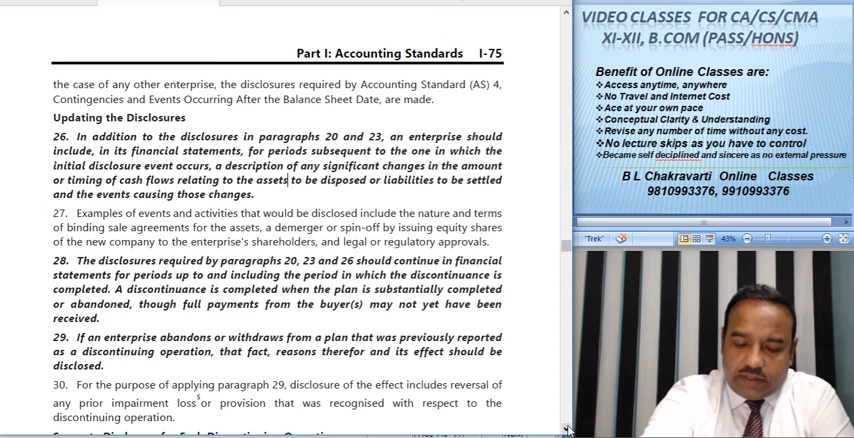 Part I: Accounting Standards I-75
the case of any other enterprise, the disclosures required by Accounting Standard (AS) 4,
Contingencies and Events Occurring After the Balance Sheet Date, are made.
Updating the Disclosures
26. In addition to the disclosures in paragraphs 20 and 23, an enterprise should
include, in its financial statements, for periods subsequent to the one in which the
initial disclosure event occurs, a description of any significant changes in the amount
or timing of cash flows relating to the assets to be disposed or liabilities to be settled
and the events causing those changes.
27. Examples of events and activities that would be disclosed include the nature and terms
of binding sale agreements for the assets, a demerger or spin-off by issuing equity shares
of the new company to the enterprise's shareholders, and legal or regulatory approvals.
28. The disclosures required by paragraphs 20, 23 and 26 should continue in financial
statements for periods up to and including the period in which the discontinuance is
completed. A discontinuance is completed when the plan is substantially completed
or abandoned, though full payments from the buyer(s) may not yet have been
received.
29. If an enterprise abandons or withdraws from a plan that was previously reported
as a discontinuing operation, that fact, reasons therefor and its effect should be
disclosed.
30. For the purpose of applying paragraph 29, disclosure of the effect includes reversal of
any prior impairment loss5 or provision that was recognised with respect to the
discontinuing operation.
VIDEO CLASSES FOR CA/CS/CMA
XI-XII, B.COM (PASS/HONS)
Benefit of Online Classes are:
❖Access anytime, anywhere
❖No Travel and Internet Cost
❖Ace at your own pace
❖Conceptual Clarity & Understanding
❖Revise any number of time without any cost.
❖No lecture skips as you have to control
❖Became self deciplined and sincere as no external pressure
B L Chakravarti Online Classes
9810993376, 9910993376
"Trek"
43%